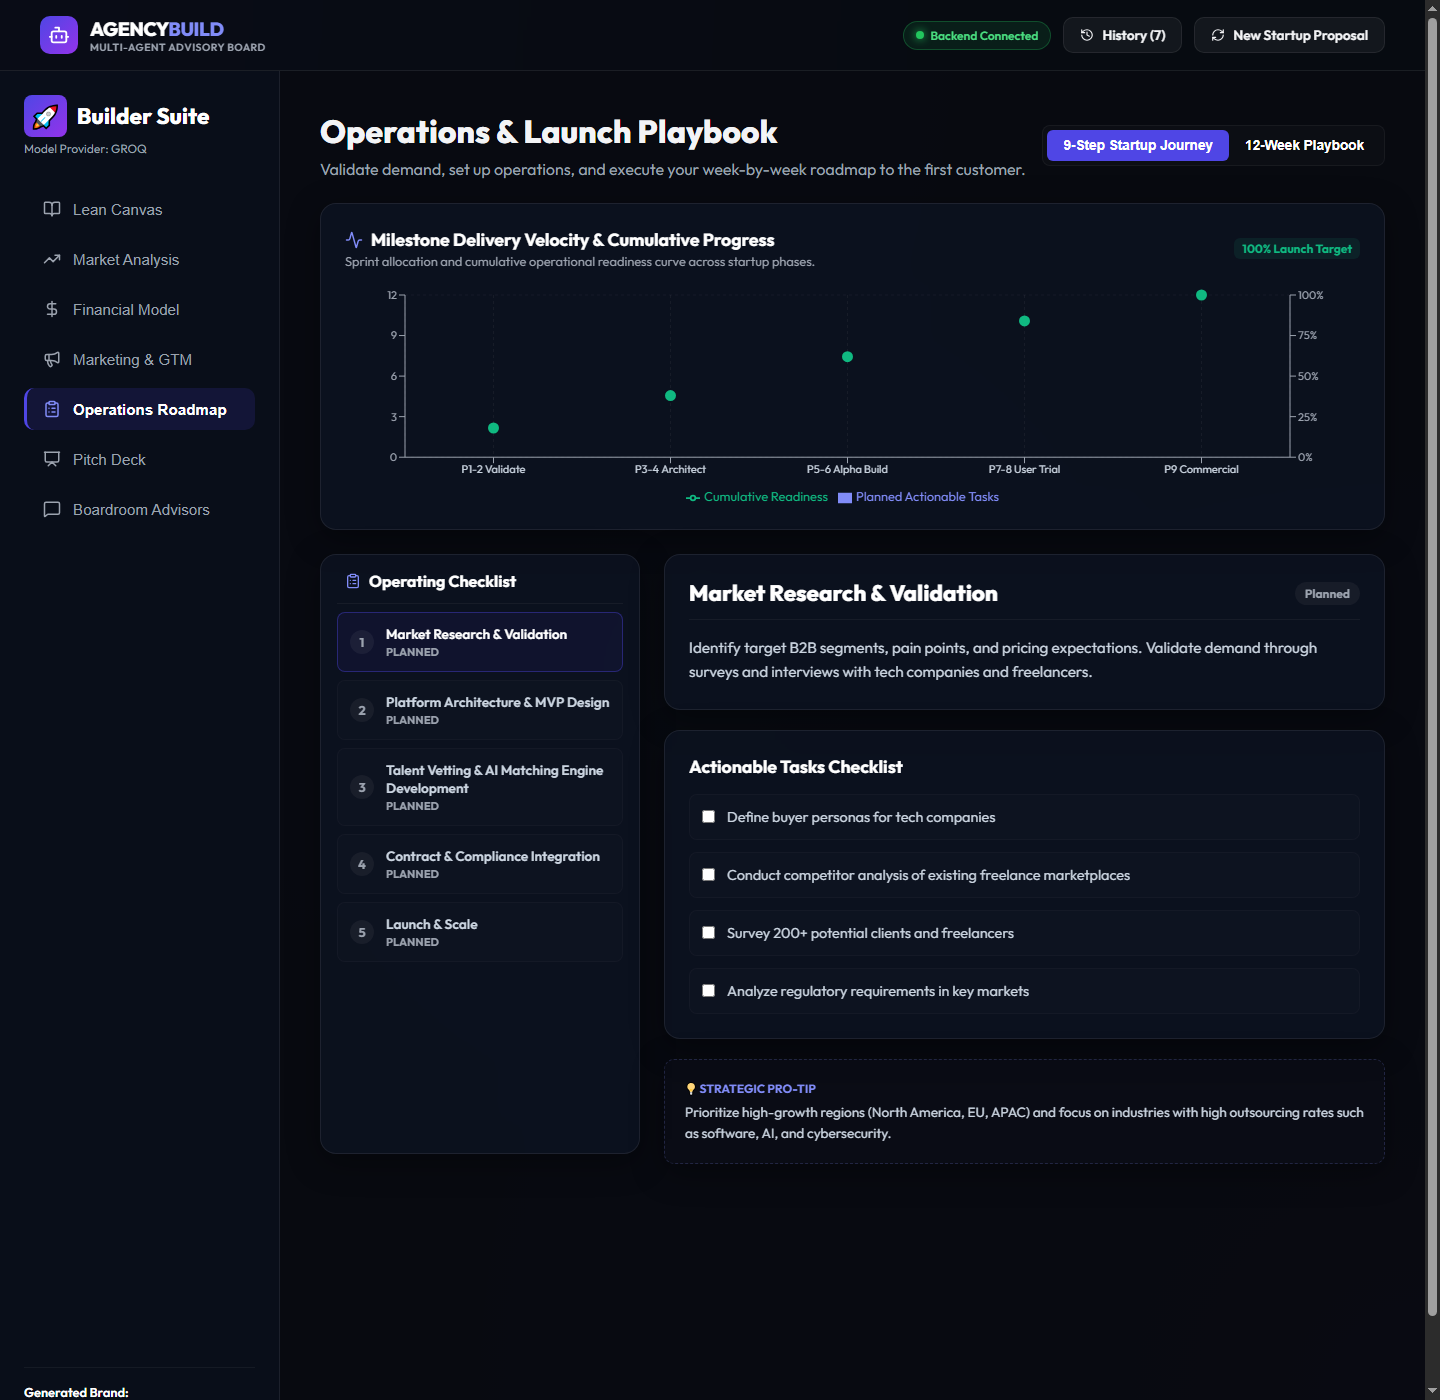 AGENCYBUILD
MULTI-AGENT ADVISORY BOARD
Backend Connected
History (7)
New Startup Proposal
Builder Suite
Model Provider: GROQ
Lean Canvas
Market Analysis
Financial Model
Marketing & GTM
Operations Roadmap
Pitch Deck
Boardroom Advisors
Generated Brand:
Operations & Launch Playbook
Validate demand, set up operations, and execute your week-by-week roadmap to the first customer.
9-Step Startup Journey
12-Week Playbook
Milestone Delivery Velocity & Cumulative Progress
Sprint allocation and cumulative operational readiness curve across startup phases.
100% Launch Target
12
9
6
3
0
100%
75%
50%
25%
0%
P1-2 Validate
P3-4 Architect
P5-6 Alpha Build
P7-8 User Trial
P9 Commercial
Cumulative Readiness
Planned Actionable Tasks
Operating Checklist
1
Market Research & Validation
PLANNED
2
Platform Architecture & MVP Design
PLANNED
3
Talent Vetting & AI Matching Engine
Development
PLANNED
4
Contract & Compliance Integration
PLANNED
5
Launch & Scale
PLANNED
Market Research & Validation
Planned
Identify target B2B segments, pain points, and pricing expectations. Validate demand through
surveys and interviews with tech companies and freelancers.
Actionable Tasks Checklist
Define buyer personas for tech companies
Conduct competitor analysis of existing freelance marketplaces
Survey 200+ potential clients and freelancers
Analyze regulatory requirements in key markets
STRATEGIC PRO-TIP
Prioritize high-growth regions (North America, EU, APAC) and focus on industries with high outsourcing rates such
as software, AI, and cybersecurity.